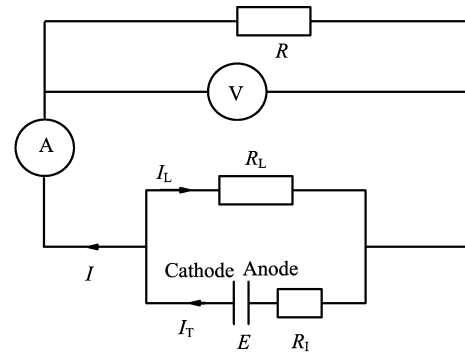 R
V
A
I_L
R_L
I
Cathode Anode
I_T
E
R_I